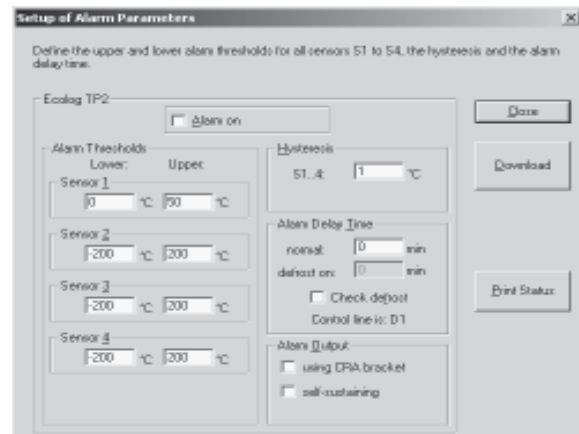 Setup of Alarm Parameters
Define the upper and lower alarm thresholds for all sensors S1 to S4, the hysteresis and the alarm
delay time.
Ecolog TP2
Alarm on
Close
Alarm Thresholds
Lower: Upper:
Sensor 1
0 °C 50 °C
Sensor 2
-200 °C 200 °C
Sensor 3
-200 °C 200 °C
Sensor 4
-200 °C 200 °C
Hysteresis
S1..4: 1 °C
Download
Alarm Delay Time
normal: 0 min
defrost on: 0 min
Check defrost
Control line is: D1
Print Status
Alarm Output
using CRA bracket
self-sustaining